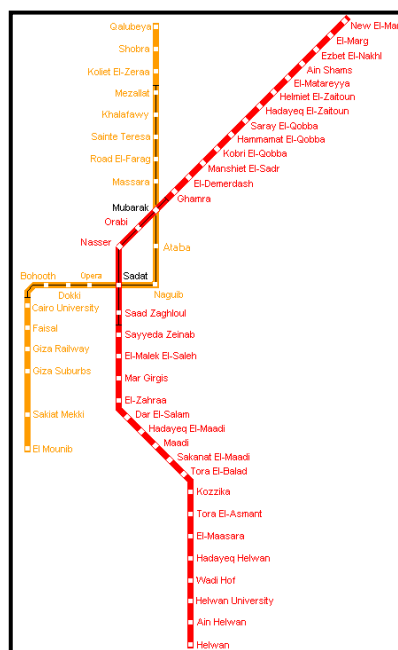 Qalubeya
Shobra
Koliet El-Zeraa
Mezallat
Khalafawy
Sainte Teresa
Road El-Farag
Massara
Mubarak
Orabi
Nasser
Ataba
Bohooth
Opera
Sadat
Dokki
Naguib
Cairo University
Faisal
Giza Railway
Giza Suburbs
Sakiat Mekki
El Mounib
New El-Mar
El-Marg
Ezbet El-Nakhl
Ain Shams
El-Matareyya
Helmiet El-Zaitoun
Hadayeq El-Zaitoun
Saray El-Qobba
Hammamat El-Qobba
Kobri El-Qobba
Manshiet El-Sadr
El-Demerdash
Ghamra
Saad Zaghloul
Sayyeda Zeinab
El-Malek El-Saleh
Mar Girgis
El-Zahraa
Dar El-Salam
Hadayeq El-Maadi
Maadi
Sakanat El-Maadi
Tora El-Balad
Kozzika
Tora El-Asmant
El-Maasara
Hadayeq Helwan
Wadi Hof
Helwan University
Ain Helwan
Helwan